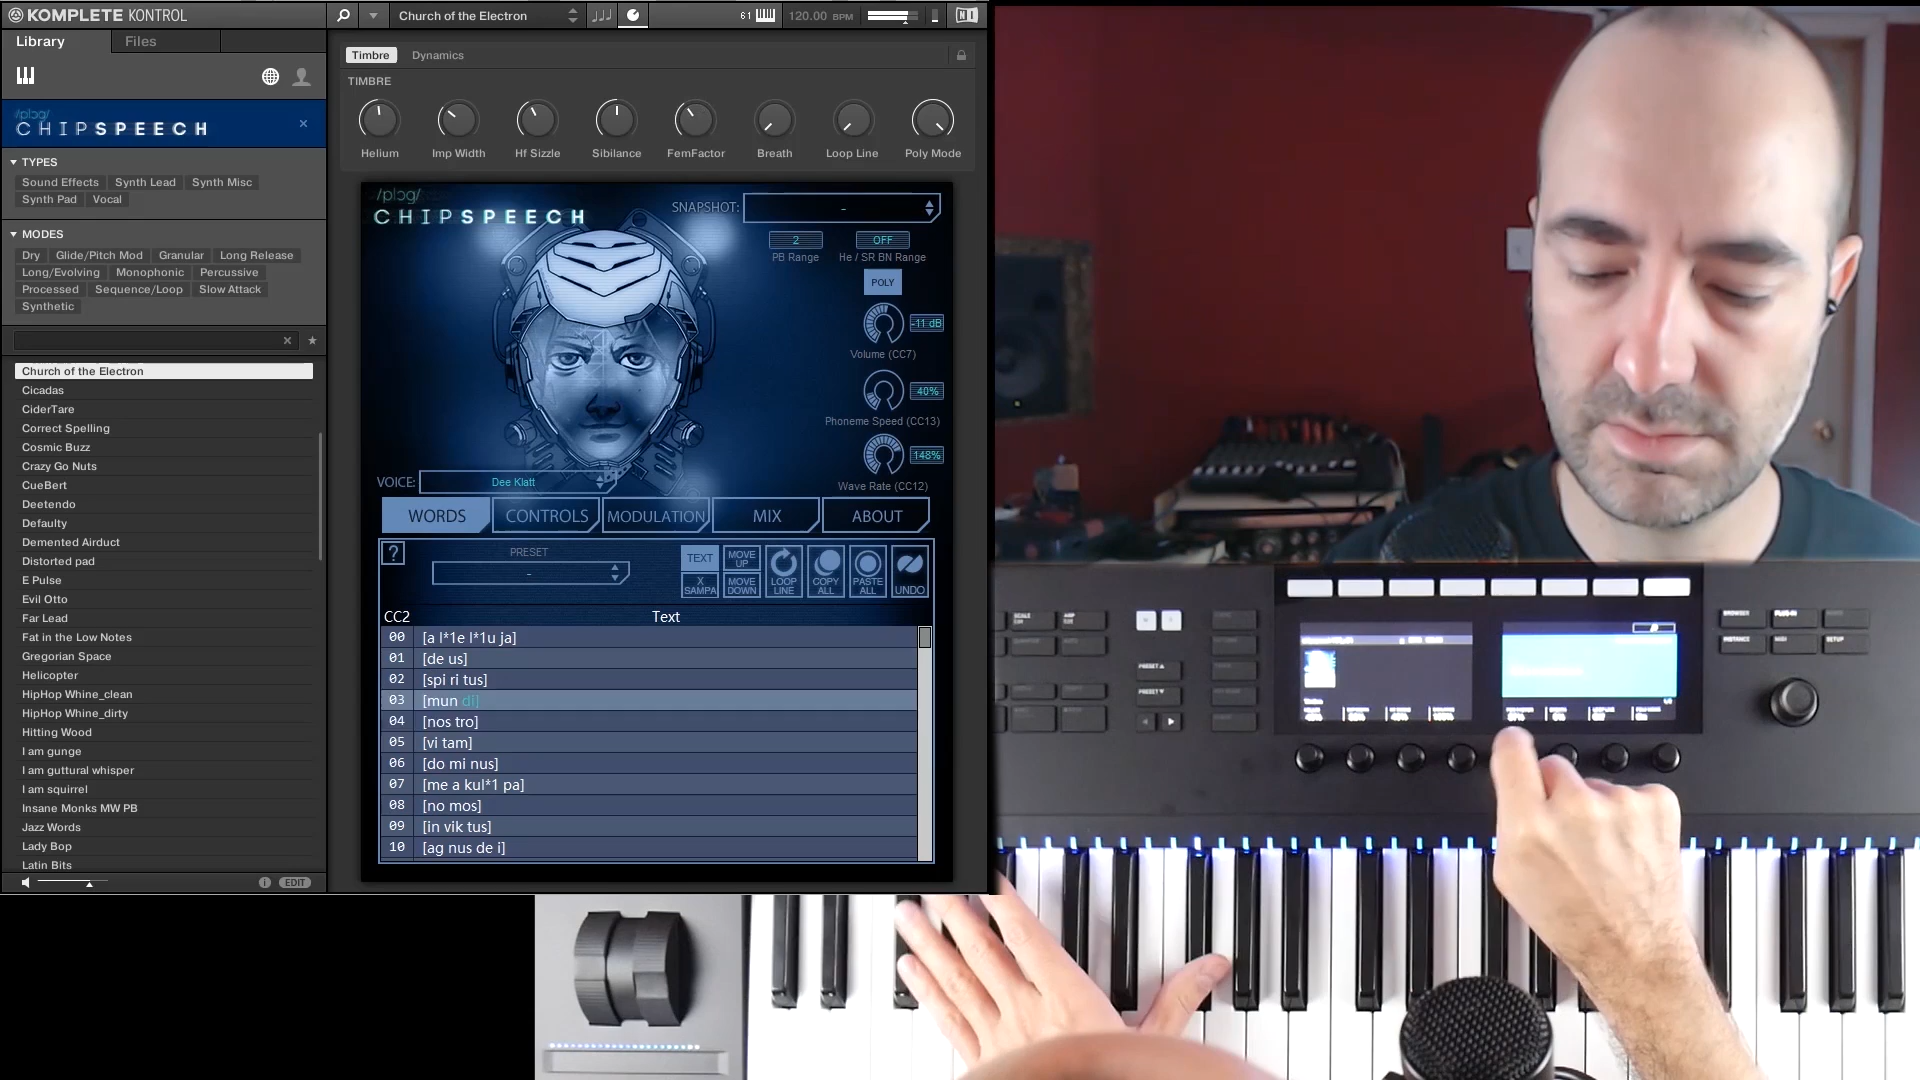 KOMPLETE KONTROL
Church of the Electron
61
120.00 BPM
Library
Files
/plɔg/
CHIPSPEECH
TYPES
Sound Effects Synth Lead Synth Misc
Synth Pad Vocal
MODES
Dry Glide/Pitch Mod Granular Long Release
Long/Evolving Monophonic Percussive
Processed Sequence/Loop Slow Attack
Synthetic
Church of the Electron
Cicadas
CiderTare
Correct Spelling
Cosmic Buzz
Crazy Go Nuts
CueBert
Deetendo
Defaulty
Demented Airduct
Distorted pad
E Pulse
Evil Otto
Far Lead
Fat in the Low Notes
Gregorian Space
Helicopter
HipHop Whine_clean
HipHop Whine_dirty
Hitting Wood
I am gunge
I am guttural whisper
I am squirrel
Insane Monks MW PB
Jazz Words
Lady Bop
Latin Bits
EDIT
Timbre Dynamics
TIMBRE
Helium Imp Width Hf Sizzle Sibilance FemFactor Breath Loop Line Poly Mode
/plɔg/
CHIPSPEECH
SNAPSHOT: -
2 OFF
PB Range He / SR BN Range
POLY
-11 dB
Volume (CC7)
40%
Phoneme Speed (CC13)
148%
Wave Rate (CC12)
VOICE: Dee Klatt
WORDS CONTROLS MODULATION MIX ABOUT
?
PRESET
-
TEXT
X SAMPA
MOVE UP
MOVE DOWN
LOOP LINE
COPY ALL
PASTE ALL
UNDO
CC2 Text
00 [a l*1e l*1u ja]
01 [de us]
02 [spi ri tus]
03 [mun di]
04 [nos tro]
05 [vi tam]
06 [do mi nus]
07 [me a kul*1 pa]
08 [no mos]
09 [in vik tus]
10 [ag nus de i]
BROWSER PLUG-IN
INSTANCE MIDI SETUP
PRESET
PRESET